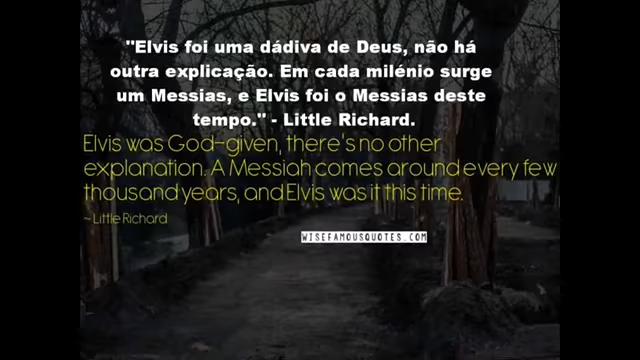 "Elvis foi uma dádiva de Deus, não há
outra explicação. Em cada milénio surge
um Messias, e Elvis foi o Messias deste
tempo." - Little Richard.
Elvis was God-given, there's no other
explanation. A Messiah comes around every few
thousand years, and Elvis was it this time.
~ Little Richard
WISEFAMOUSQUOTES.COM